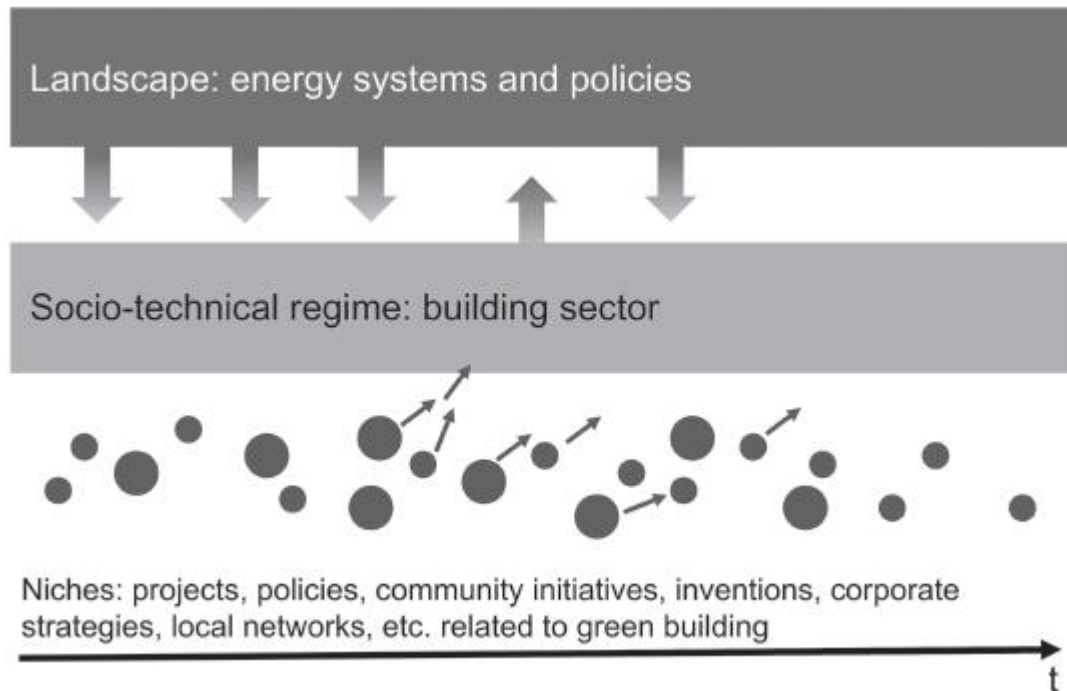 Landscape: energy systems and policies
Socio-technical regime: building sector
Niches: projects, policies, community initiatives, inventions, corporate
strategies, local networks, etc. related to green building
t